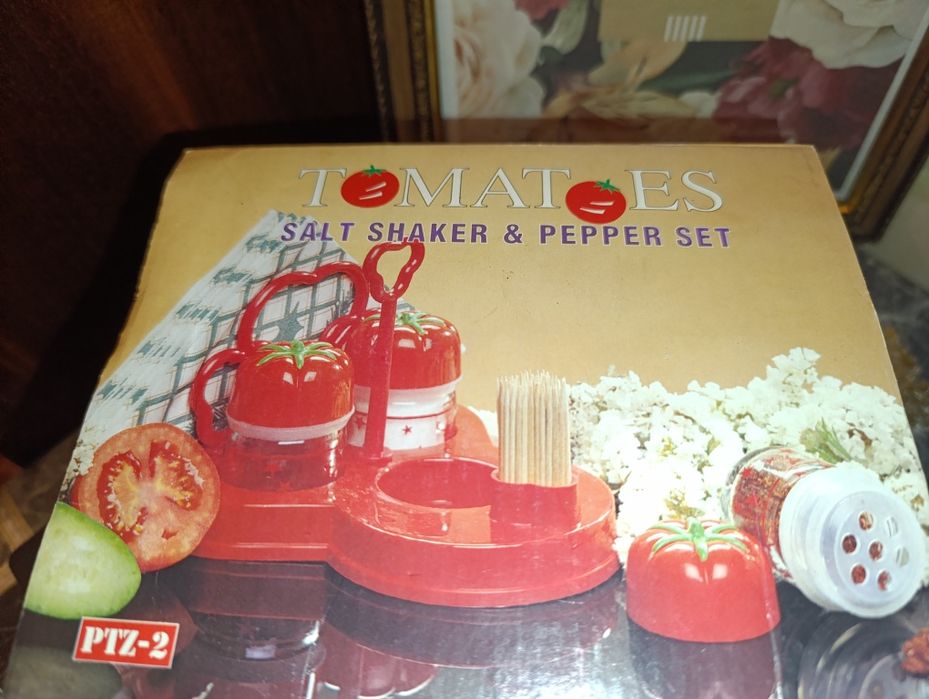 TOMATOES
SALT SHAKER & PEPPER SET
PTZ-2